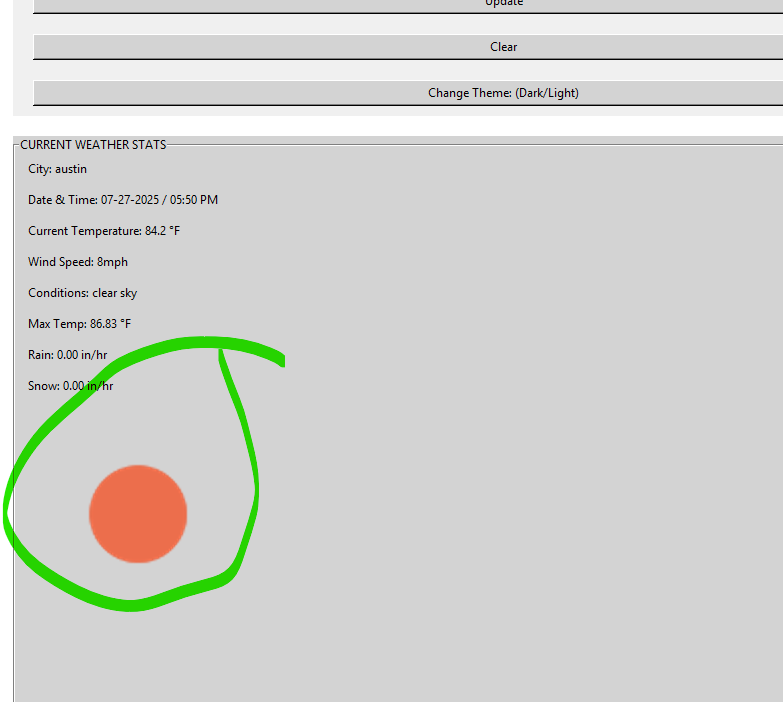 Update
Clear
Change Theme: (Dark/Light)
CURRENT WEATHER STATS
City: austin
Date & Time: 07-27-2025 / 05:50 PM
Current Temperature: 84.2 °F
Wind Speed: 8mph
Conditions: clear sky
Max Temp: 86.83 °F
Rain: 0.00 in/hr
Snow: 0.00 in/hr